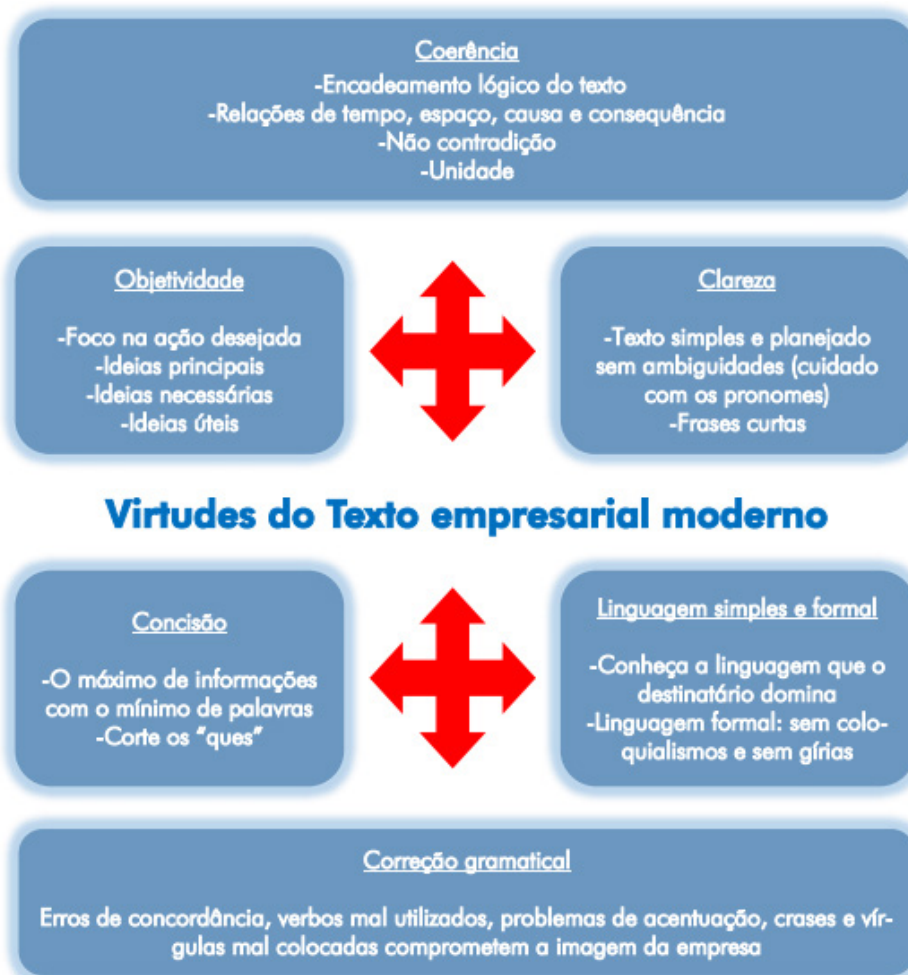 Coerência
-Encadeamento lógico do texto
-Relações de tempo, espaço, causa e consequência
-Não contradição
-Unidade
Objetividade
-Foco na ação desejada
-Ideias principais
-Ideias necessárias
-Ideias úteis
Clareza
-Texto simples e planejado
sem ambiguidades (cuidado
com os pronomes)
-Frases curtas
Virtudes do Texto empresarial moderno
Concisão
-O máximo de informações
com o mínimo de palavras
-Corte os “ques”
Linguagem simples e formal
-Conheça a linguagem que o
destinatário domina
-Linguagem formal: sem colo-
quialismos e sem gírias
Correção gramatical
Erros de concordância, verbos mal utilizados, problemas de acentuação, crases e vír-
gulas mal colocadas comprometem a imagem da empresa